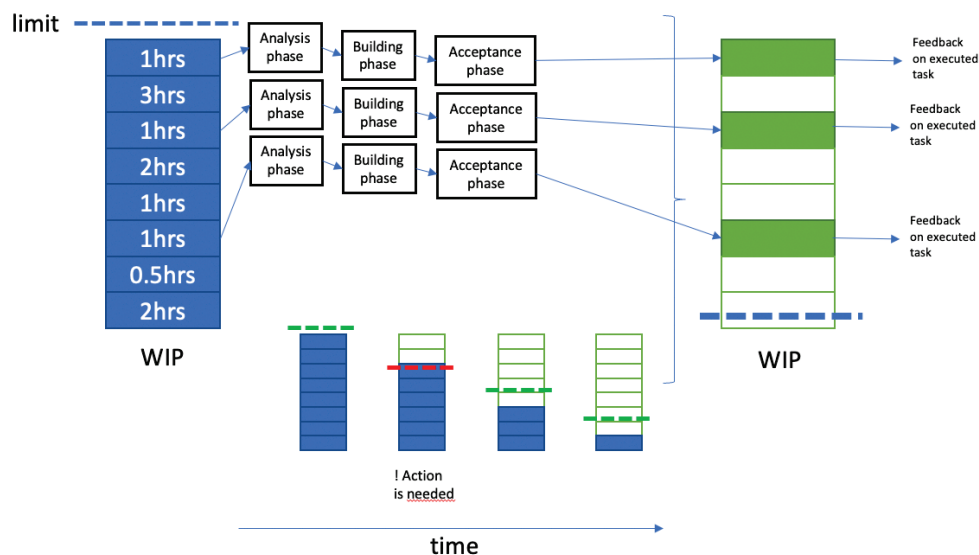 limit
1hrs
3hrs
1hrs
2hrs
1hrs
1hrs
0.5hrs
2hrs
WIP
Analysis
phase
Building
phase
Acceptance
phase
Analysis
phase
Building
phase
Acceptance
phase
Analysis
phase
Building
phase
Acceptance
phase
Feedback
on executed
task
Feedback
on executed
task
Feedback
on executed
task
WIP
! Action
is needed
time